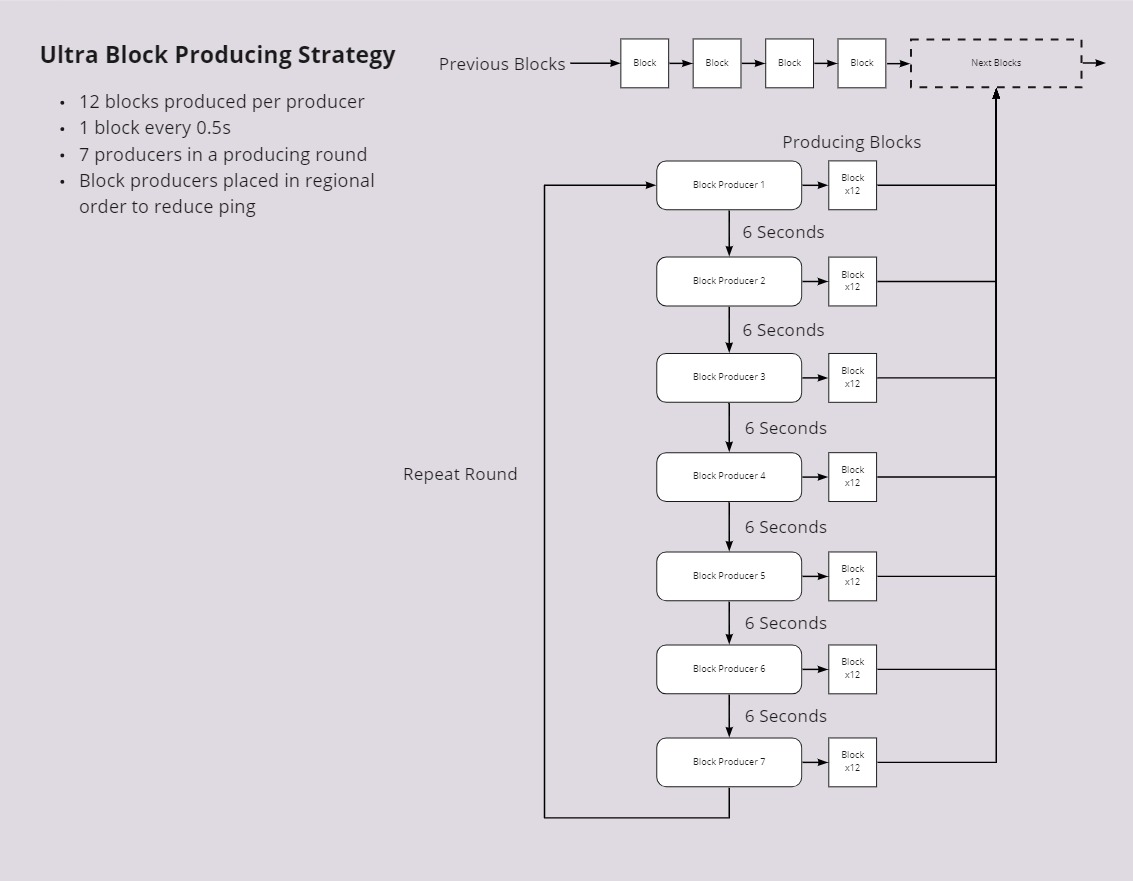 Ultra Block Producing Strategy
• 12 blocks produced per producer
• 1 block every 0.5s
• 7 producers in a producing round
• Block producers placed in regional
order to reduce ping
Previous Blocks
Block
Block
Block
Block
Next Blocks
Producing Blocks
Block Producer 1
Block
x12
6 Seconds
Block Producer 2
Block
x12
6 Seconds
Block Producer 3
Block
x12
6 Seconds
Repeat Round
Block Producer 4
Block
x12
6 Seconds
Block Producer 5
Block
x12
6 Seconds
Block Producer 6
Block
x12
6 Seconds
Block Producer 7
Block
x12